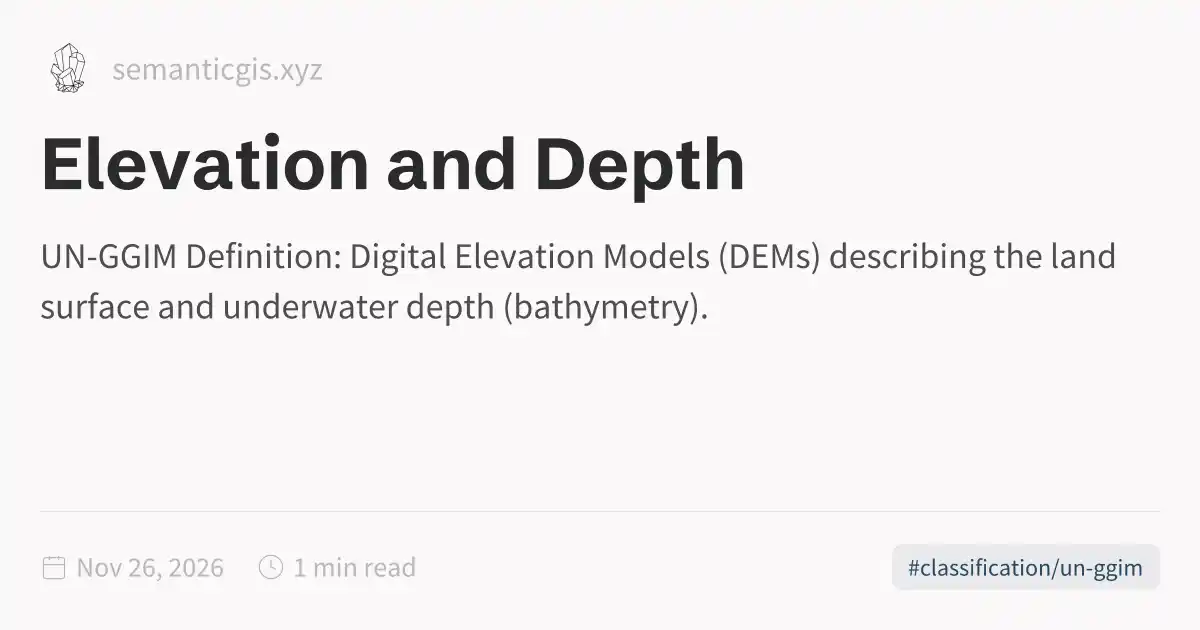 semanticgis.xyz
Elevation and Depth
UN-GGIM Definition: Digital Elevation Models (DEMs) describing the land
surface and underwater depth (bathymetry).
Nov 26, 2026 1 min read #classification/un-ggim